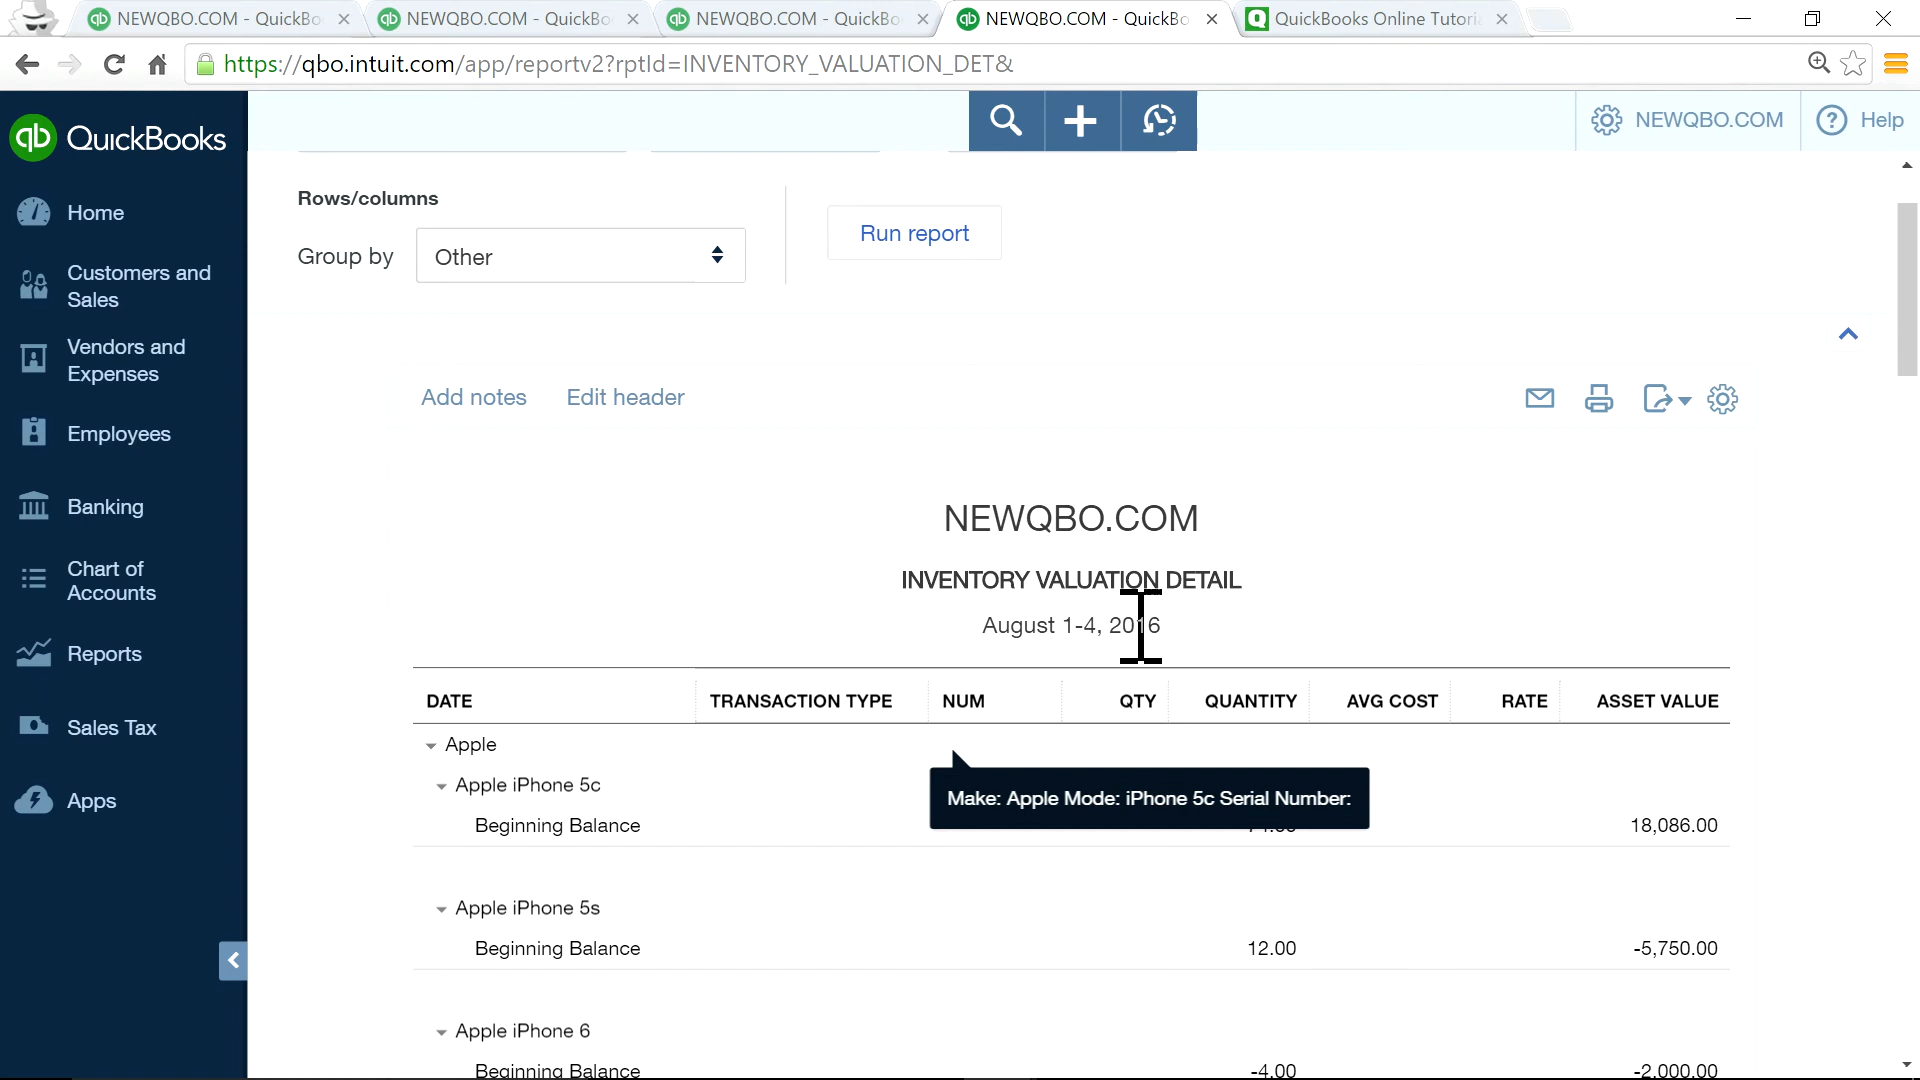 NEWQBO.COM - QuickBo NEWQBO.COM - QuickBo NEWQBO.COM - QuickBo NEWQBO.COM - QuickBo QuickBooks Online Tutori
https://qbo.intuit.com/app/reportv2?rptId=INVENTORY_VALUATION_DET&
qb QuickBooks
NEWQBO.COM
? Help
Home
Customers and
Sales
Vendors and
Expenses
Employees
Banking
Chart of
Accounts
Reports
Sales Tax
Apps
Rows/columns
Group by Other
Run report
Add notes Edit header
NEWQBO.COM
INVENTORY VALUATION DETAIL
August 1-4, 2016
DATE TRANSACTION TYPE NUM QTY QUANTITY AVG COST RATE ASSET VALUE
Apple
Apple iPhone 5c
Make: Apple Mode: iPhone 5c Serial Number:
Beginning Balance 18,086.00
Apple iPhone 5s
Beginning Balance 12.00 -5,750.00
Apple iPhone 6
Beginning Balance -4.00 -2,000.00